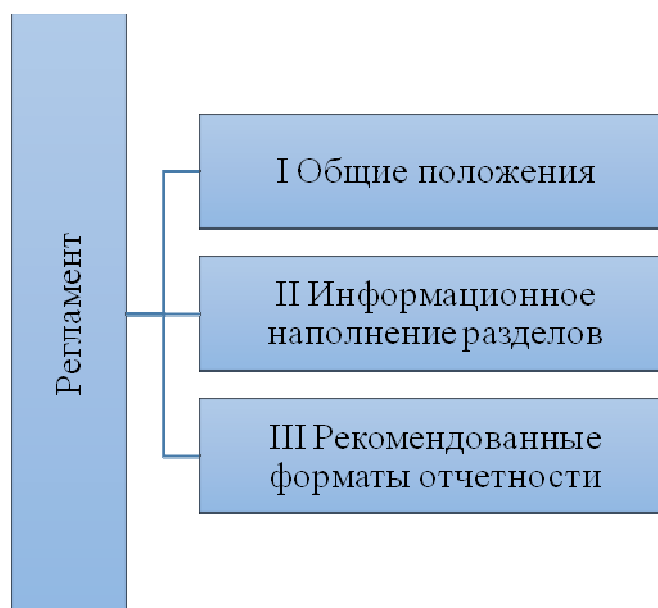 Регламент
I Общие положения
II Информационное
наполнение разделов
III Рекомендованные
форматы отчетности